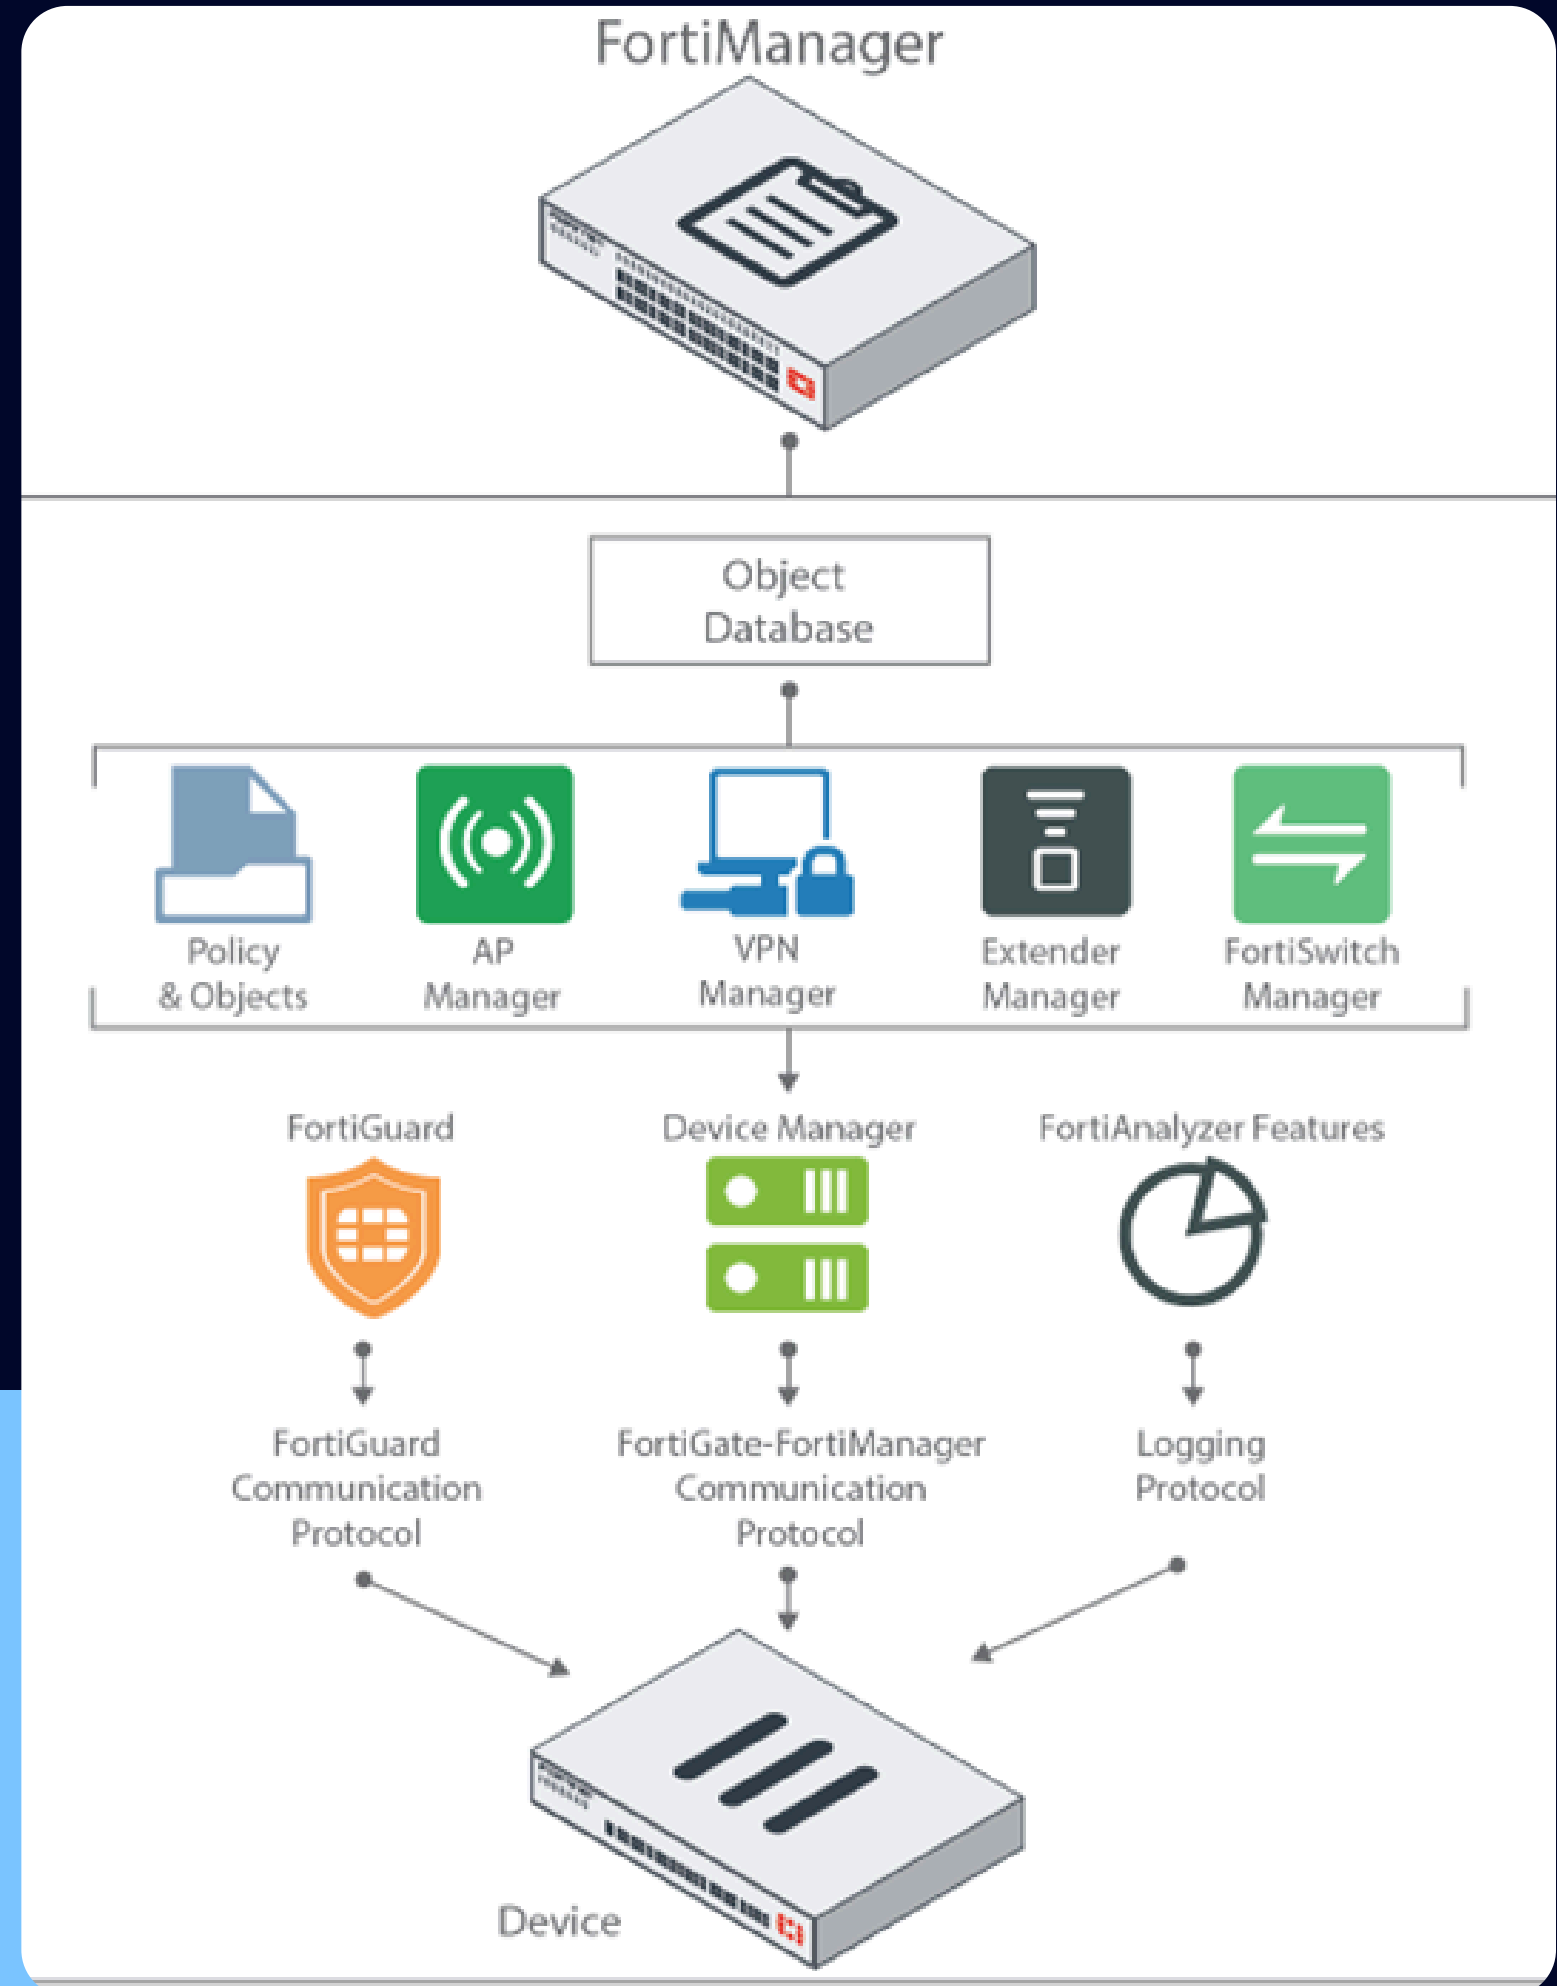 FortiManager
Object
Database
Policy
& Objects
AP
Manager
VPN
Manager
Extender
Manager
FortiSwitch
Manager
FortiGuard
Device Manager
FortiAnalyzer Features
FortiGuard
Communication
Protocol
FortiGate-FortiManager
Communication
Protocol
Logging
Protocol
Device